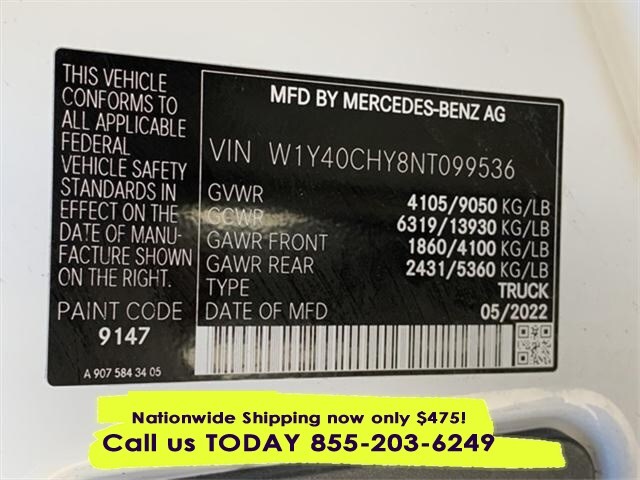 THIS VEHICLE
CONFORMS TO
ALL APPLICABLE
FEDERAL
VEHICLE SAFETY
STANDARDS
IN EFFECT ON THE
DATE OF MANU-
FACTURE SHOWN
ON THE RIGHT.
PAINT CODE
9147
A 907 584 34 05
MFD BY MERCEDES-BENZ AG
VIN W1Y40CHY8NT099536
GVWR 4105/9050 KG/LB
GCWR 6319/13930 KG/LB
GAWR FRONT 1860/4100 KG/LB
GAWR REAR 2431/5360 KG/LB
TYPE TRUCK
DATE OF MFD 05/2022
Nationwide Shipping now only $475!
Call us TODAY 855-203-6249